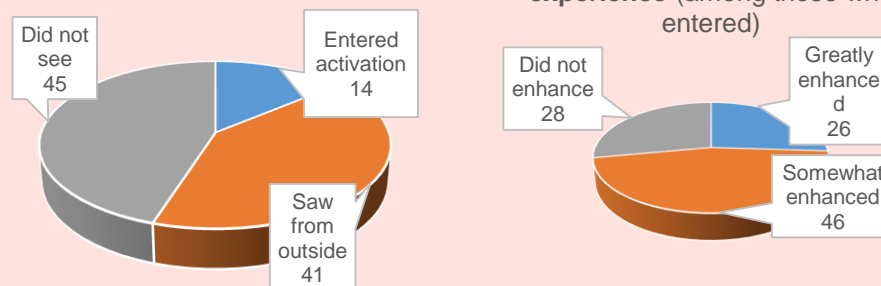 experience (among those wh
entered)
Did not
see
45
Entered
activation
14
Saw
from
outside
41
Did not
enhance
28
Greatly
enhance
d
26
Somewhat
enhanced
46